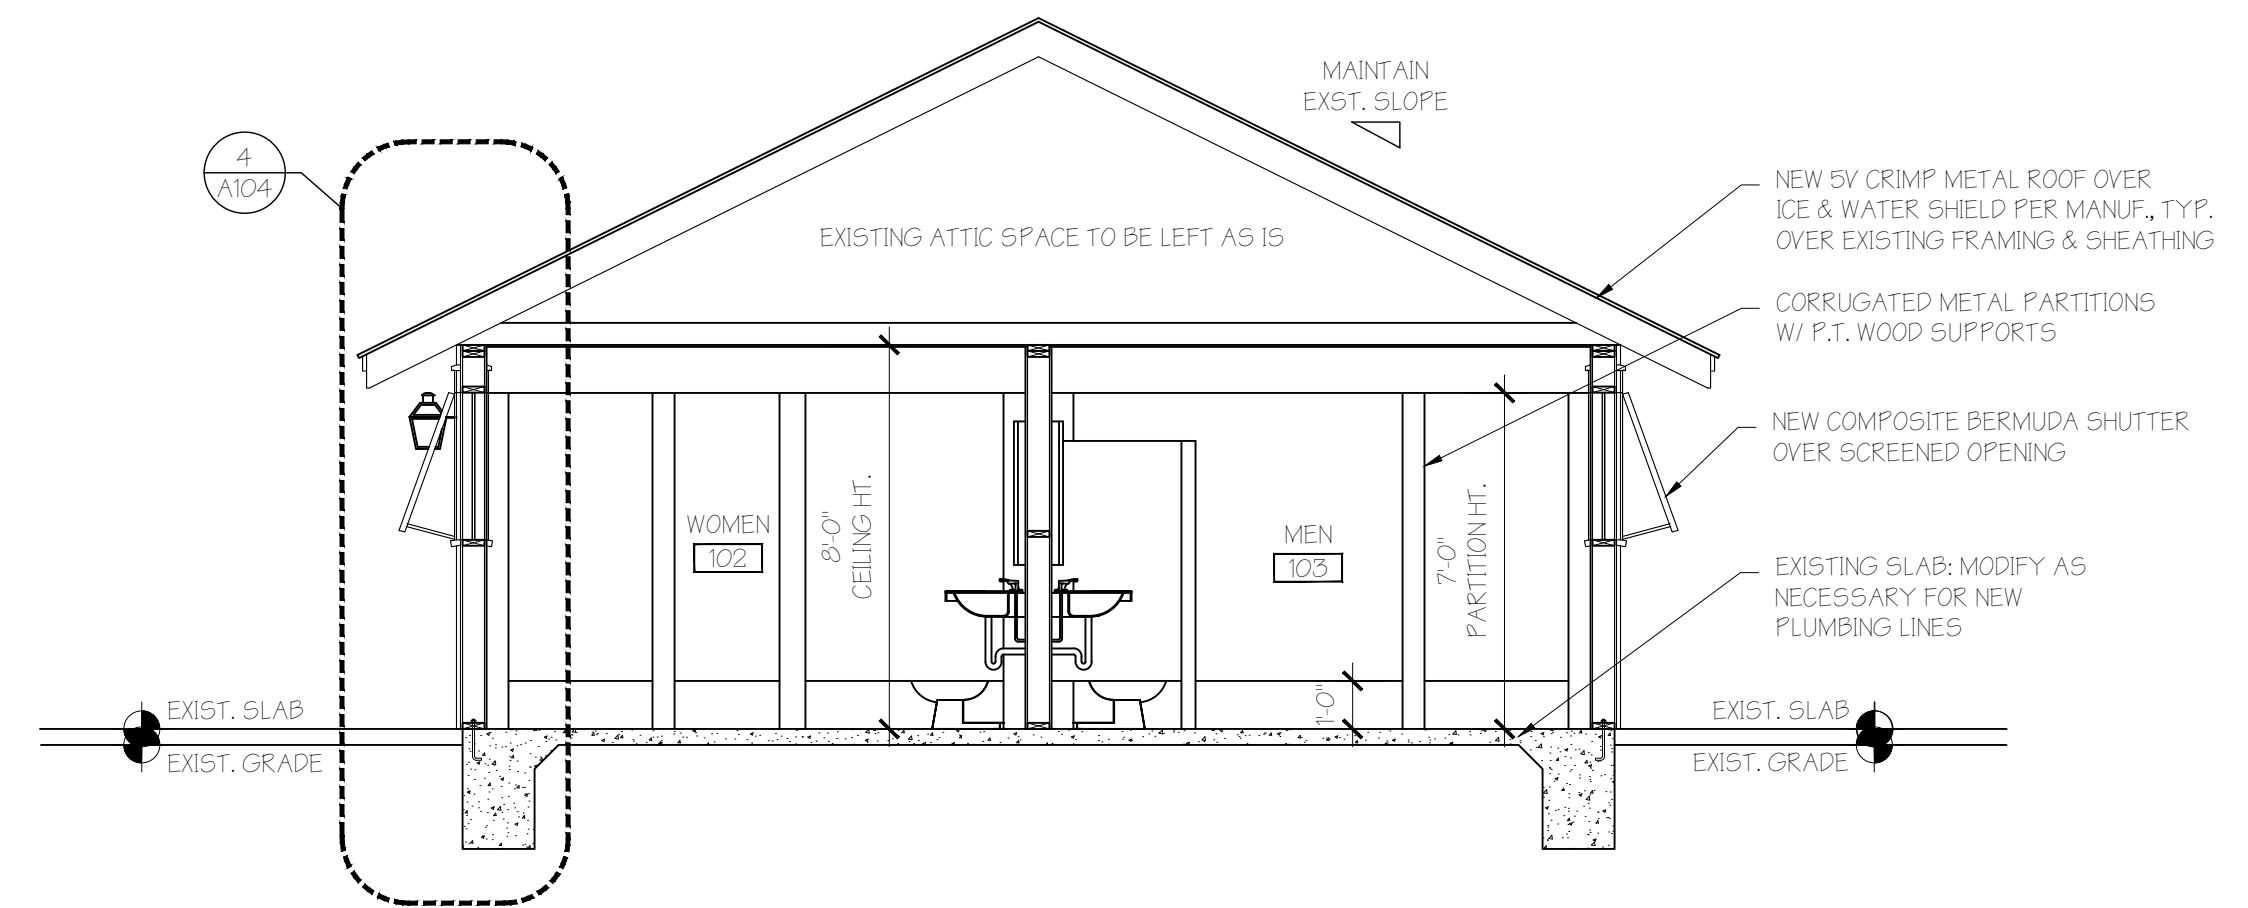 MAINTAIN
EXST. SLOPE
4
A104
NEW 5V CRIMP METAL ROOF OVER
ICE & WATER SHIELD PER MANUF., TYP.
OVER EXISTING FRAMING & SHEATHING
EXISTING ATTIC SPACE TO BE LEFT AS IS
CORRUGATED METAL PARTITIONS
W/ P.T. WOOD SUPPORTS
NEW COMPOSITE BERMUDA SHUTTER
OVER SCREENED OPENING
WOMEN
102
8'-0"
CEILING HT.
MEN
103
7'-0"
PARTITION HT.
EXISTING SLAB: MODIFY AS
NECESSARY FOR NEW
PLUMBING LINES
1'-0"
EXIST. SLAB
EXIST. GRADE
EXIST. SLAB
EXIST. GRADE